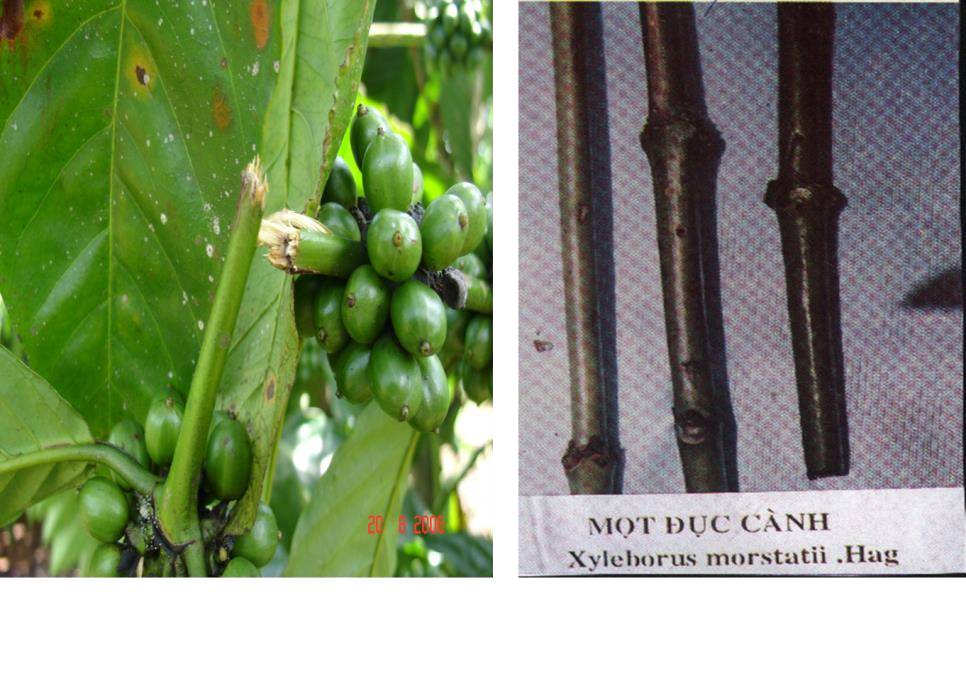 20 8 2006
MỌT ĐỤC CÀNH
Xyleborus morstatii .Hag